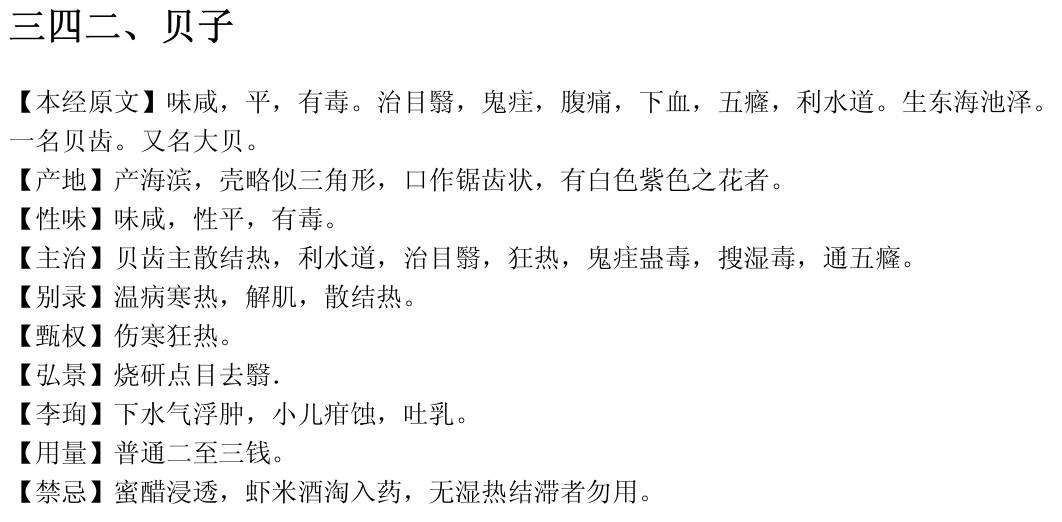 三四二、贝子
【本经原文】味咸，平，有毒。治目翳，鬼疰，腹痛，下血，五癃，利水道。生东海池泽。
一名贝齿。又名大贝。
【产地】产海滨，壳略似三角形，口作锯齿状，有白色紫色之花者。
【性味】味咸，性平，有毒。
【主治】贝齿主散结热，利水道，治目翳，狂热，鬼疰蛊毒，搜湿毒，通五癃。
【别录】温病寒热，解肌，散结热。
【甄权】伤寒狂热。
【弘景】烧研点目去翳.
【李珣】下水气浮肿，小儿疳蚀，吐乳。
【用量】普通二至三钱。
【禁忌】蜜醋浸透，虾米酒淘入药，无湿热结滞者勿用。